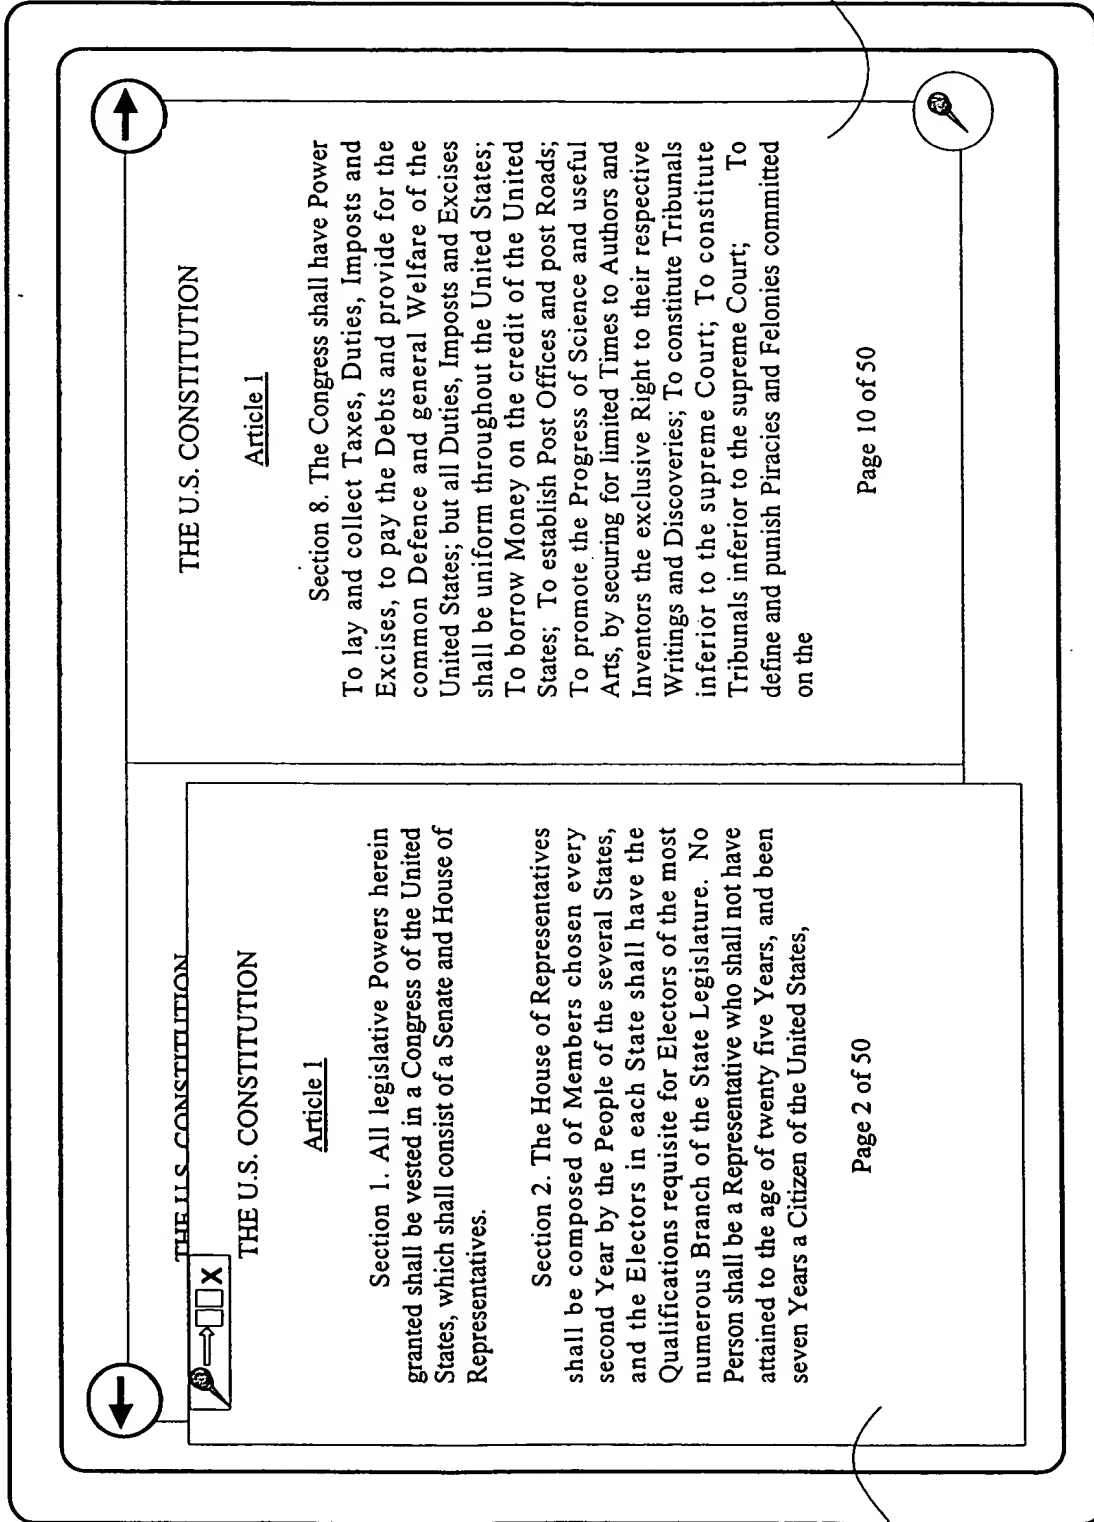 THE U.S. CONSTITUTION
X
THE U.S. CONSTITUTION
Article 1
Section 1. All legislative Powers herein
granted shall be vested in a Congress of the United
States, which shall consist of a Senate and House of
Representatives.
Section 2. The House of Representatives
shall be composed of Members chosen every
second Year by the People of the several States,
and the Electors in each State shall have the
Qualifications requisite for Electors of the most
numerous Branch of the State Legislature. No
Person shall be a Representative who shall not have
attained to the age of twenty five Years, and been
seven Years a Citizen of the United States,
Page 2 of 50
THE U.S. CONSTITUTION
Article 1
Section 8. The Congress shall have Power
To lay and collect Taxes, Duties, Imposts and
Excises, to pay the Debts and provide for the
common Defence and general Welfare of the
United States; but all Duties, Imposts and Excises
shall be uniform throughout the United States;
To borrow Money on the credit of the United
States; To establish Post Offices and post Roads;
To promote the Progress of Science and useful
Arts, by securing for limited Times to Authors and
Inventors the exclusive Right to their respective
Writings and Discoveries; To constitute Tribunals
inferior to the supreme Court; To constitute
Tribunals inferior to the supreme Court; To
define and punish Piracies and Felonies committed
on the
Page 10 of 50